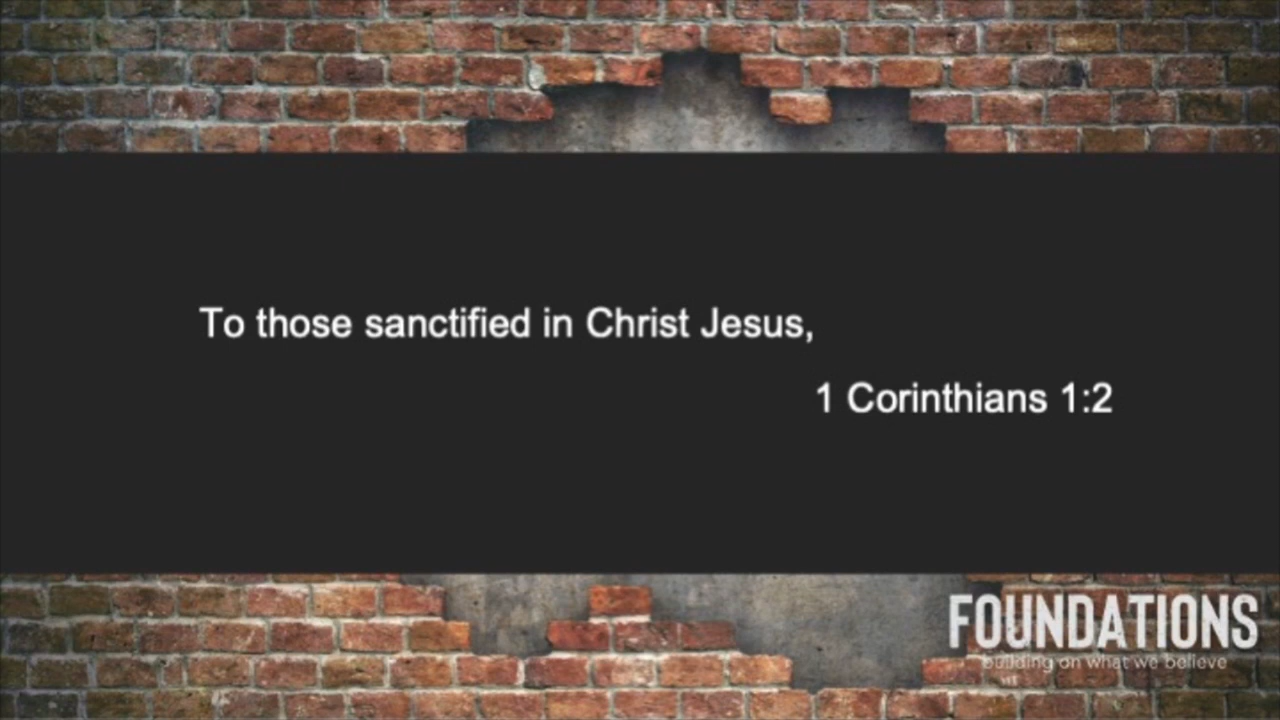 To those sanctified in Christ Jesus,
1 Corinthians 1:2
FOUNDATIONS
building on what we believe